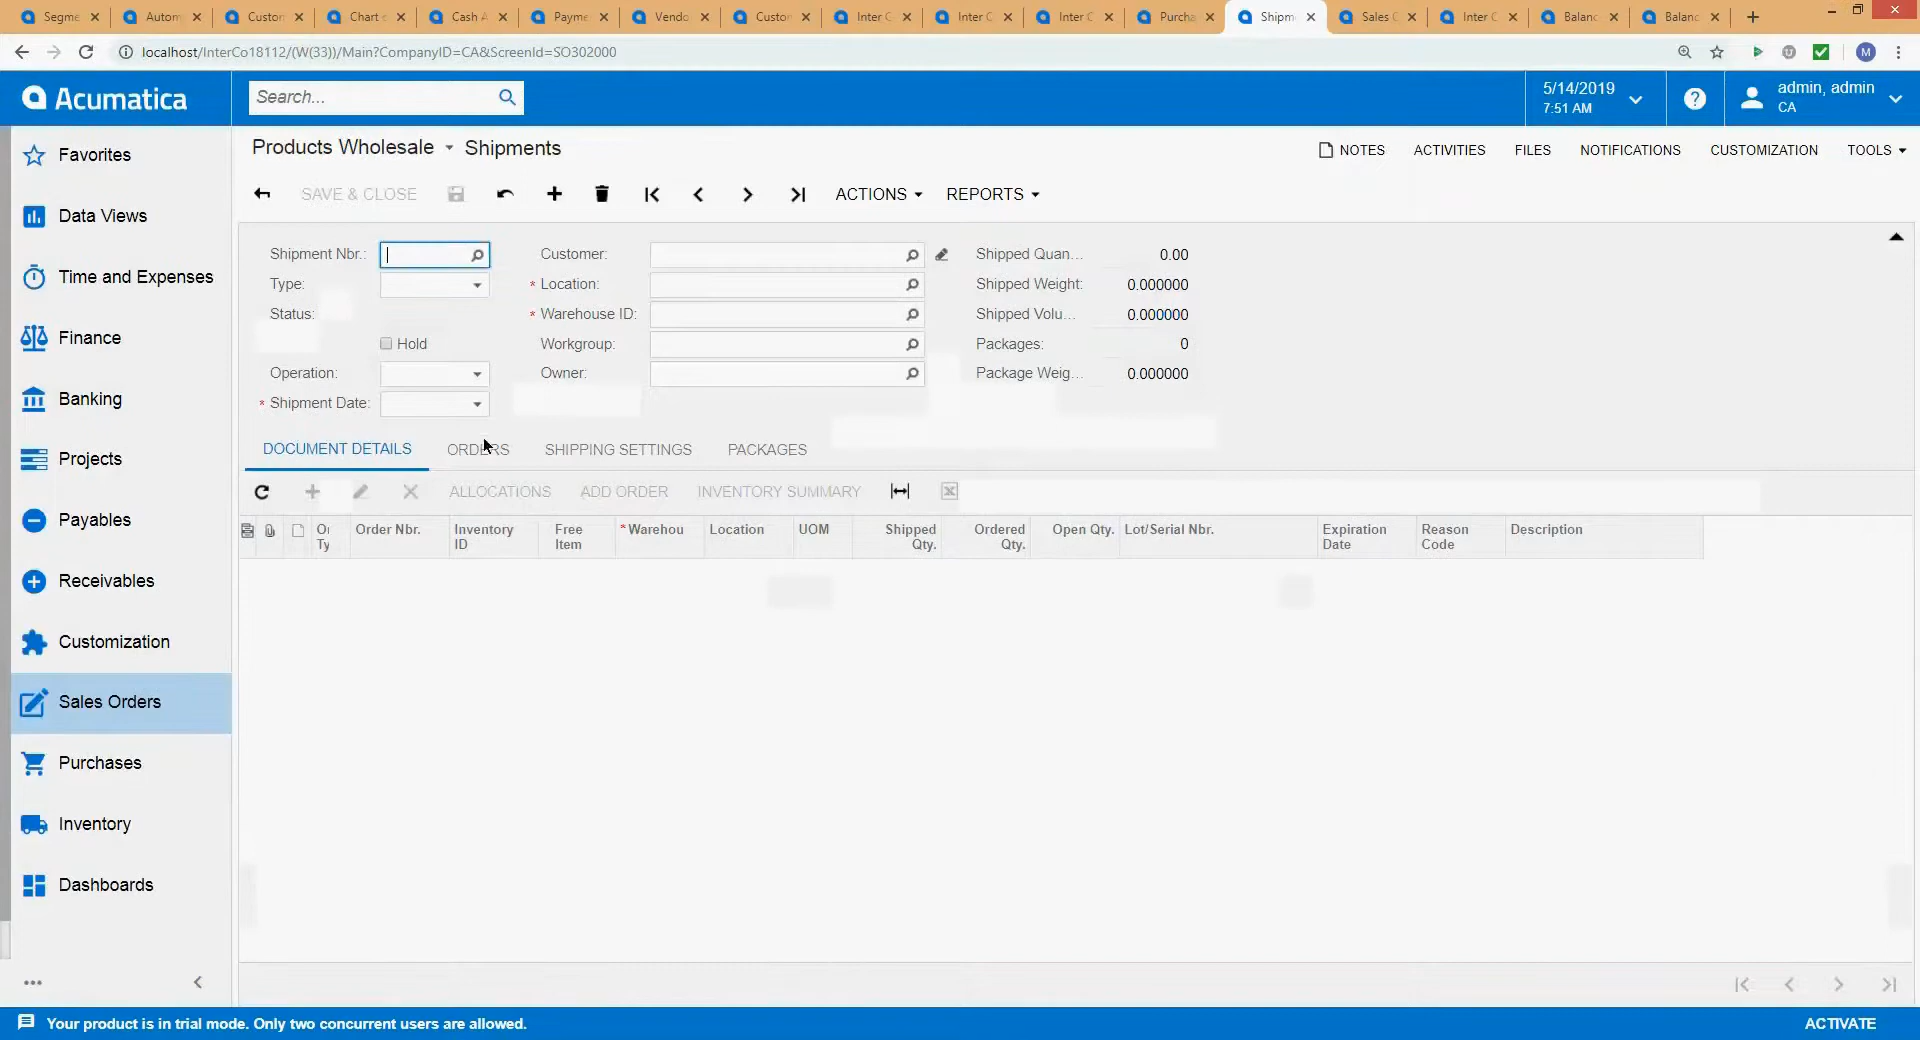 Segme
Autom
Custon
Chart c
Cash A
Payme
Vendo
Custon
Inter C
Inter C
Inter C
Purcha
Shipm
Sales C
Inter C
Balanc
Balanc
localhost/InterCo18112/(W(33))/Main?CompanyID=CA&ScreenId=SO302000
M
Acumatica
Search...
5/14/2019
7:51 AM
admin, admin
CA
Favorites
Data Views
Time and Expenses
Finance
Banking
Projects
Payables
Receivables
Customization
Sales Orders
Purchases
Inventory
Dashboards
Products Wholesale Shipments
NOTES ACTIVITIES FILES NOTIFICATIONS CUSTOMIZATION TOOLS
SAVE & CLOSE ACTIONS REPORTS
Shipment Nbr.:
Type:
Status:
Hold
Operation:
* Shipment Date:
Customer:
* Location:
* Warehouse ID:
Workgroup:
Owner:
Shipped Quan... 0.00
Shipped Weight: 0.000000
Shipped Volu... 0.000000
Packages: 0
Package Weig... 0.000000
DOCUMENT DETAILS ORDERS SHIPPING SETTINGS PACKAGES
ALLOCATIONS ADD ORDER INVENTORY SUMMARY
Ty
Order Nbr.
Inventory
ID
Free
Item
* Warehou
Location
UOM
Shipped
Qty.
Ordered
Qty.
Open Qty.
Lot/Serial Nbr.
Expiration
Date
Reason
Code
Description
Your product is in trial mode. Only two concurrent users are allowed.
ACTIVATE